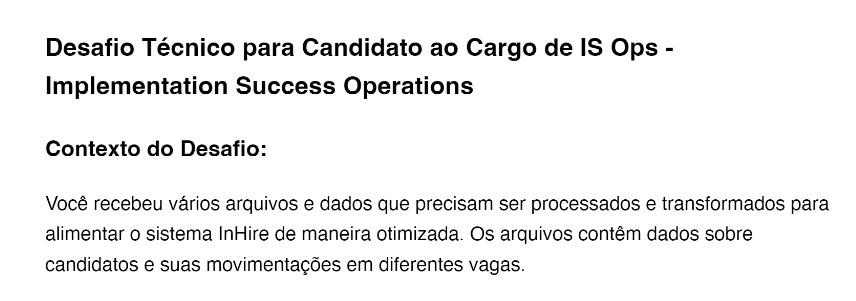 Desafio Técnico para Candidato ao Cargo de IS Ops -
Implementation Success Operations
Contexto do Desafio:
Você recebeu vários arquivos e dados que precisam ser processados e transformados para
alimentar o sistema InHire de maneira otimizada. Os arquivos contêm dados sobre
candidatos e suas movimentações em diferentes vagas.